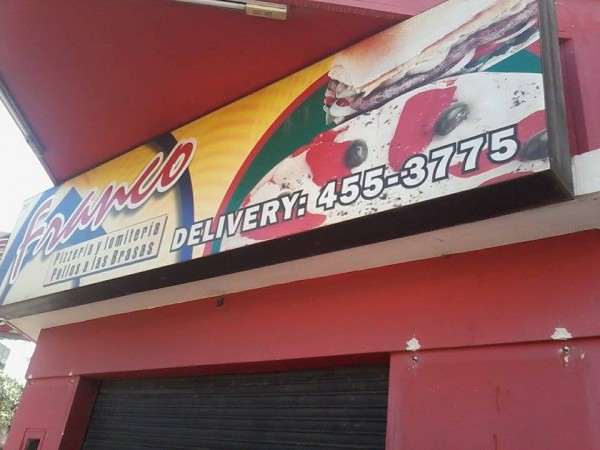 Franco
Pizzería y lomitería
Pollos a las Brasas
DELIVERY: 455-3775